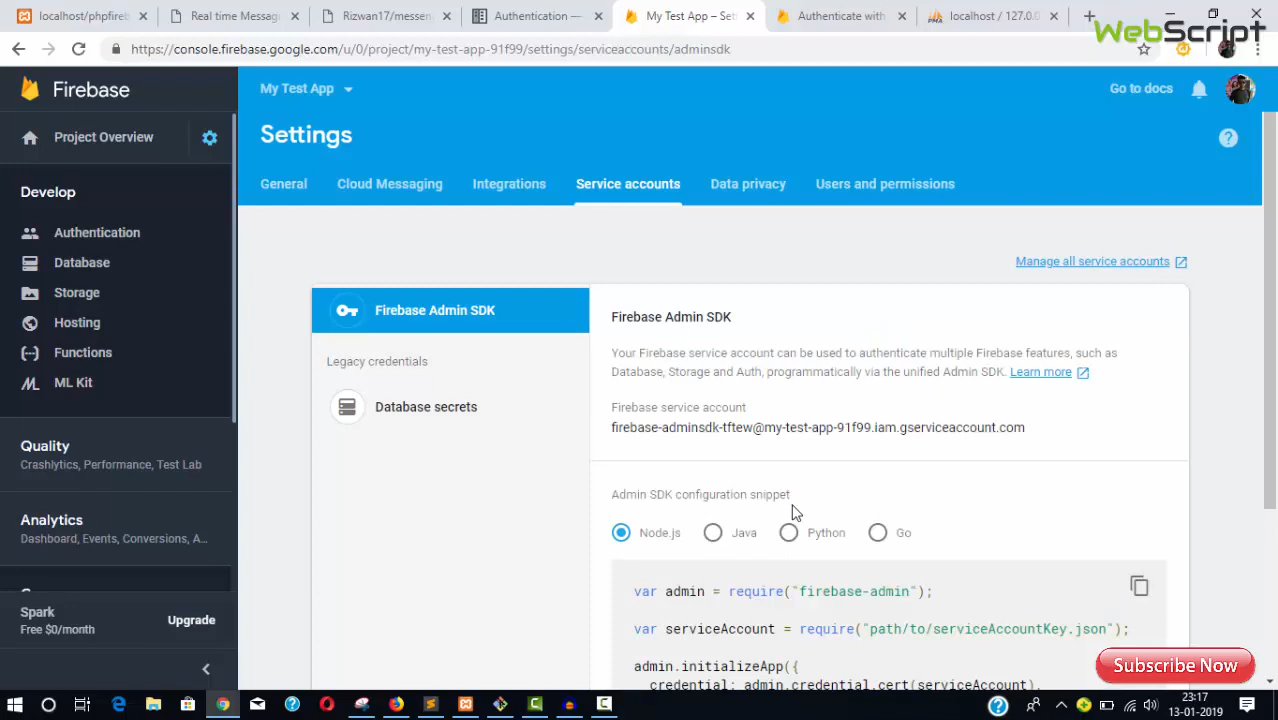 localhost/phpfireb
Real time Messag
Rizwan17/messen
Authentication —
My Test App – Set
Authenticate with
localhost / 127.0.0
WebScript
https://console.firebase.google.com/u/0/project/my-test-app-91f99/settings/serviceaccounts/adminsdk
Firebase
My Test App
Go to docs
Project Overview
Settings
General
Cloud Messaging
Integrations
Service accounts
Data privacy
Users and permissions
Develop
Authentication
Database
Storage
Hosting
Functions
ML Kit
Manage all service accounts
Firebase Admin SDK
Legacy credentials
Database secrets
Firebase Admin SDK
Your Firebase service account can be used to authenticate multiple Firebase features, such as
Database, Storage and Auth, programmatically via the unified Admin SDK. Learn more
Firebase service account
firebase-adminsdk-tftew@my-test-app-91f99.iam.gserviceaccount.com
Admin SDK configuration snippet
Node.js
Java
Python
Go
var admin = require("firebase-admin");
var serviceAccount = require("path/to/serviceAccountKey.json");
admin.initializeApp({
credential: admin.credential.cert(serviceAccount),
Quality
Crashlytics, Performance, Test Lab
Analytics
Dashboard, Events, Conversions, A...
Spark
Free $0/month
Upgrade
Subscribe Now
23:17
13-01-2019